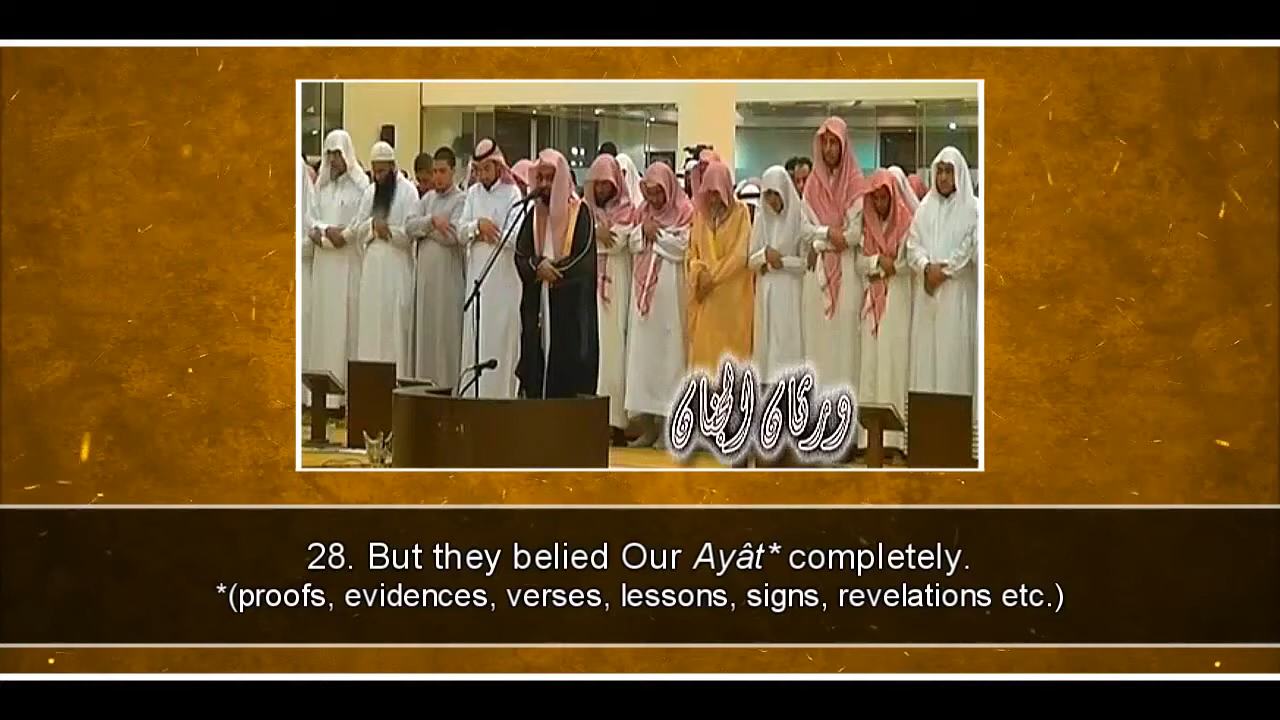 28. But they belied Our Ayât* completely.
*(proofs, evidences, verses, lessons, signs, revelations etc.)